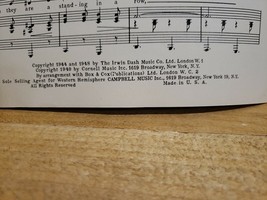 they are a stand - ing in a row,
Copyright 1944 and 1948 by The Irwin Dash Music Co. Ltd. London W. 1
Copyright 1948 by Cornell Music Inc. 1619 Broadway, New York, N.Y.
By arrangement with Box & Cox (Publications) Ltd. London W. C. 2
Sole Selling Agent for Western Hemisphere CAMPBELL MUSIC Inc., 1619 Broadway, New York 19, N.Y.
All Rights Reserved Made in U. S. A.